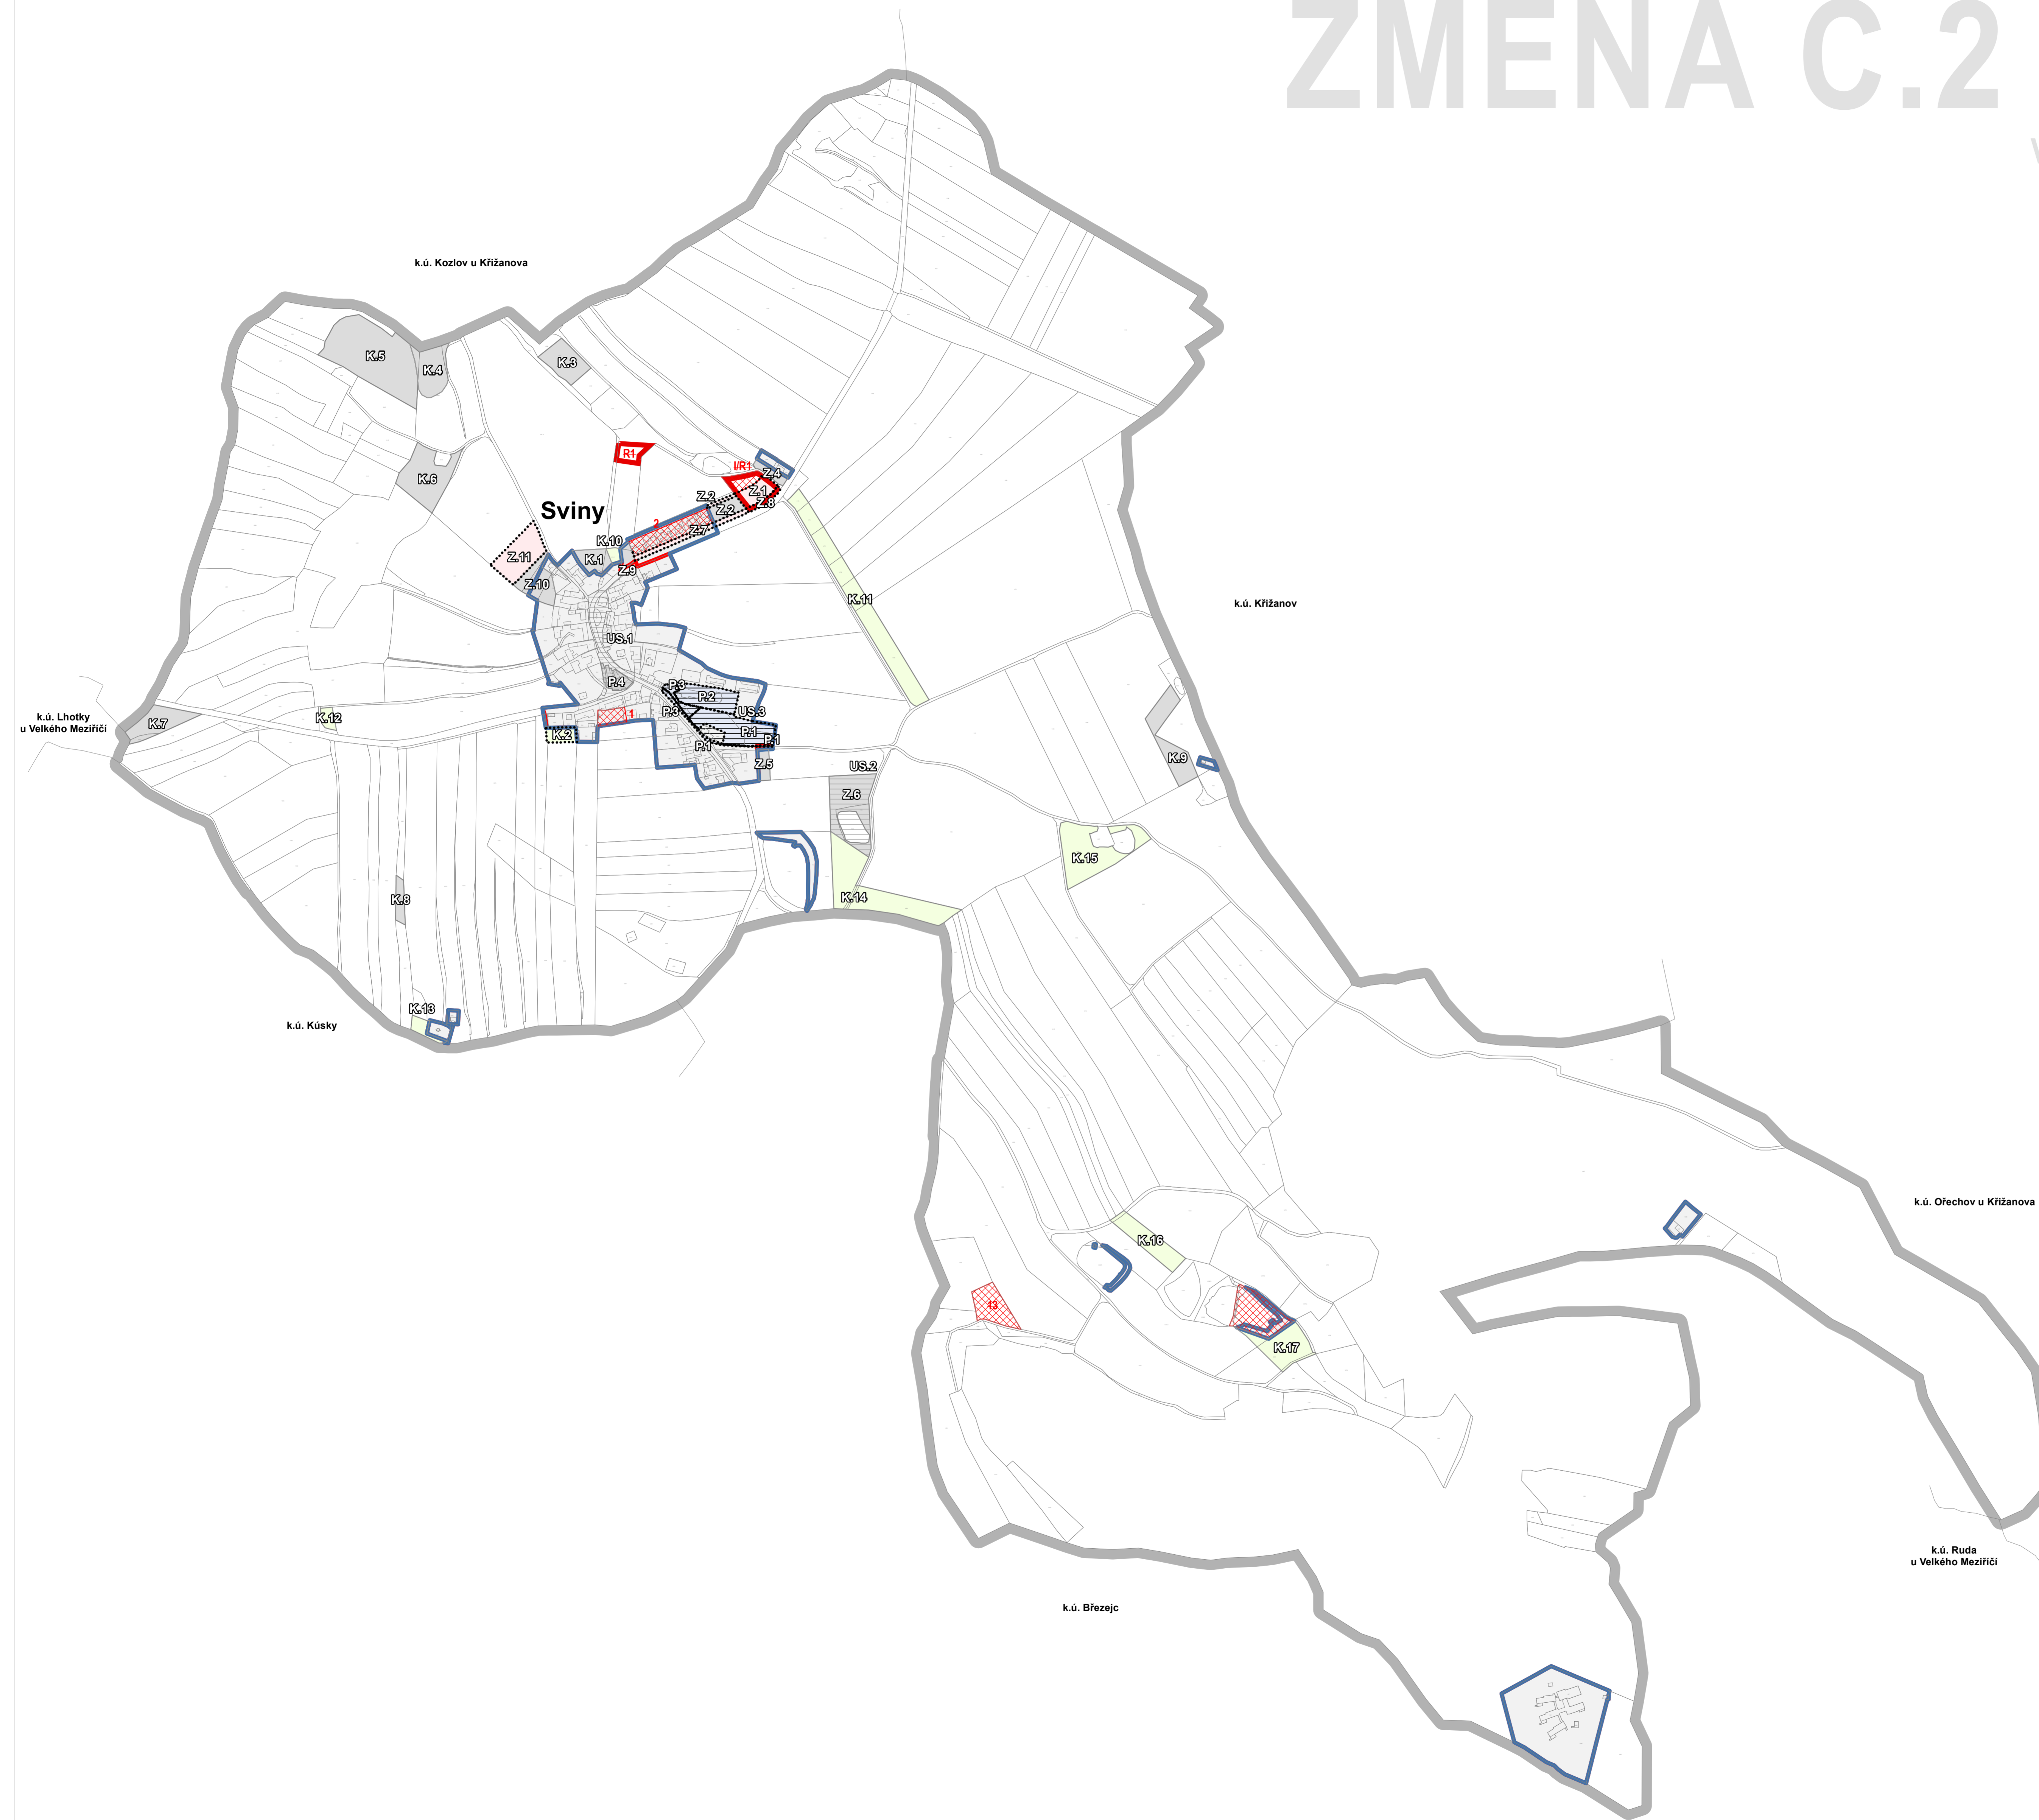 ZMĚNA Č.2
k.ú. Kozlov u Křižanova
K.5
K.4
K.3
R1
I/R1
Z.4
K.6
Z.1
Z.2
Z.8
Z.2
Sviny
2
Z.7
K.10
Z.11
K.1
Z.9
Z.10
K.11
k.ú. Křižanov
US.1
P.4
P.3
P.2
k.ú. Lhotky
u Velkého Meziříčí
K.7
K.12
1
P.3
US.3
K.2
P.1
P.1
P.1
Z.5
US.2
K.9
Z.6
K.15
K.8
K.14
K.13
k.ú. Kúsky
k.ú. Ořechov u Křižanova
K.16
13
K.17
k.ú. Ruda
u Velkého Meziříčí
k.ú. Březejc